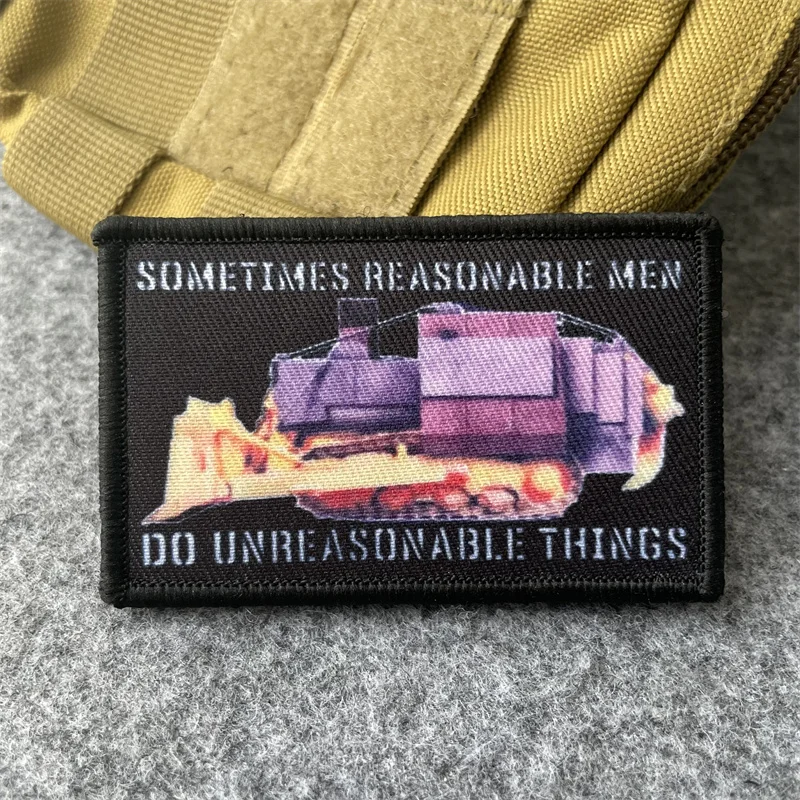 SOMETIMES REASONABLE MEN
DO UNREASONABLE THINGS